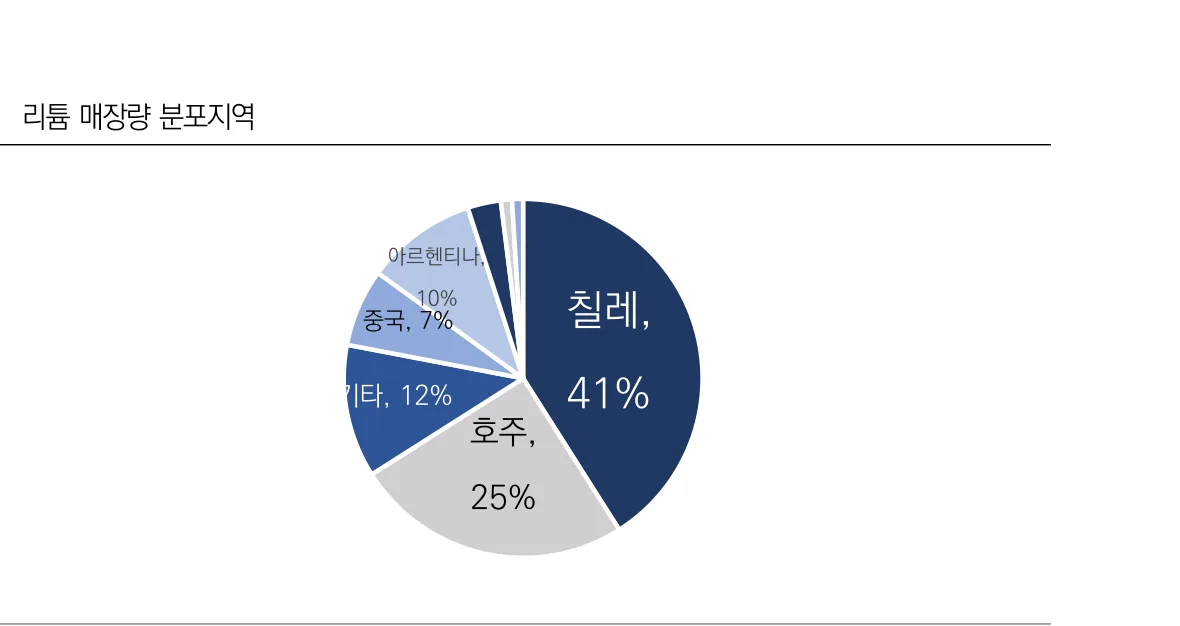 리튬 매장량 분포지역
아르헨티나,
10%
중국, 7%
기타, 12%
칠레,
41%
호주,
25%